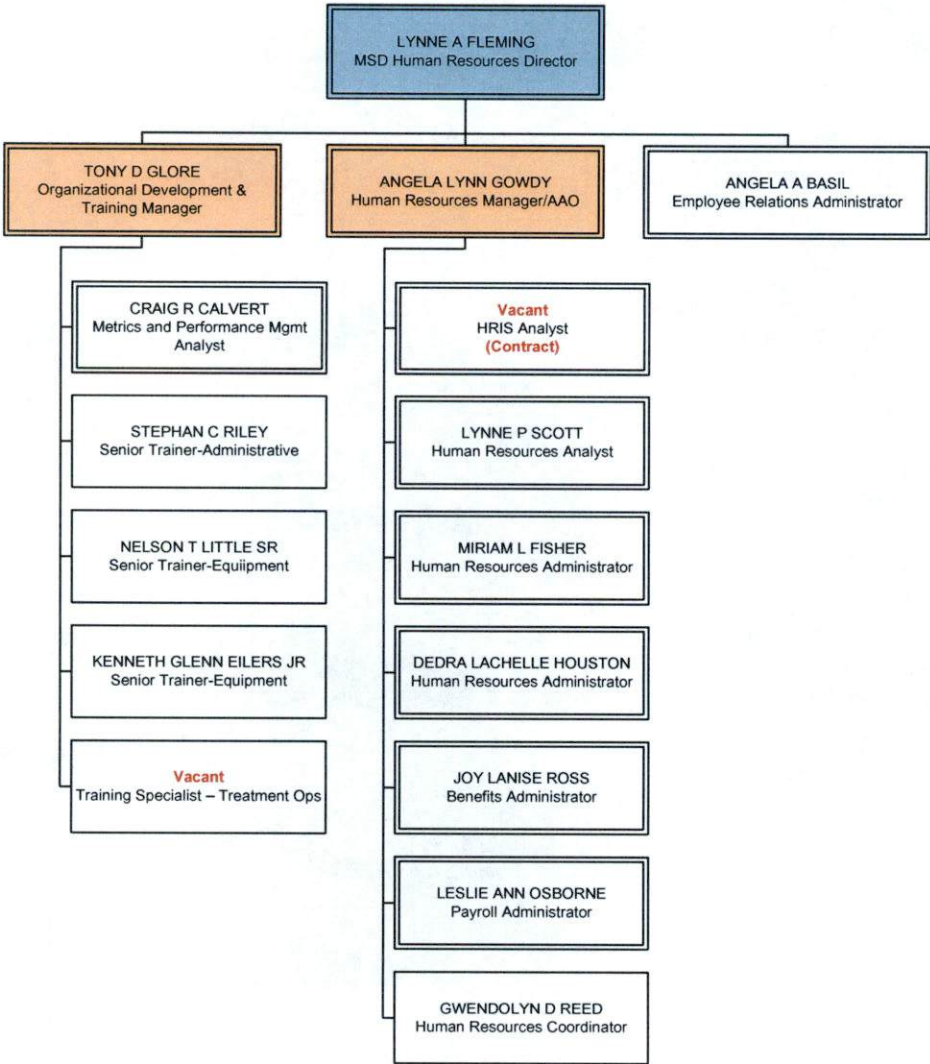 LYNNE A FLEMING
MSD Human Resources Director
TONY D GLORE
Organizational Development &
Training Manager
ANGELA LYNN GOWDY
Human Resources Manager/AAO
ANGELA A BASIL
Employee Relations Administrator
CRAIG R CALVERT
Metrics and Performance Mgmt
Analyst
STEPHAN C RILEY
Senior Trainer-Administrative
NELSON T LITTLE SR
Senior Trainer-Equiipment
KENNETH GLENN EILERS JR
Senior Trainer-Equipment
Vacant
Training Specialist – Treatment Ops
Vacant
HRIS Analyst
(Contract)
LYNNE P SCOTT
Human Resources Analyst
MIRIAM L FISHER
Human Resources Administrator
DEDRA LACHELLE HOUSTON
Human Resources Administrator
JOY LANISE ROSS
Benefits Administrator
LESLIE ANN OSBORNE
Payroll Administrator
GWENDOLYN D REED
Human Resources Coordinator